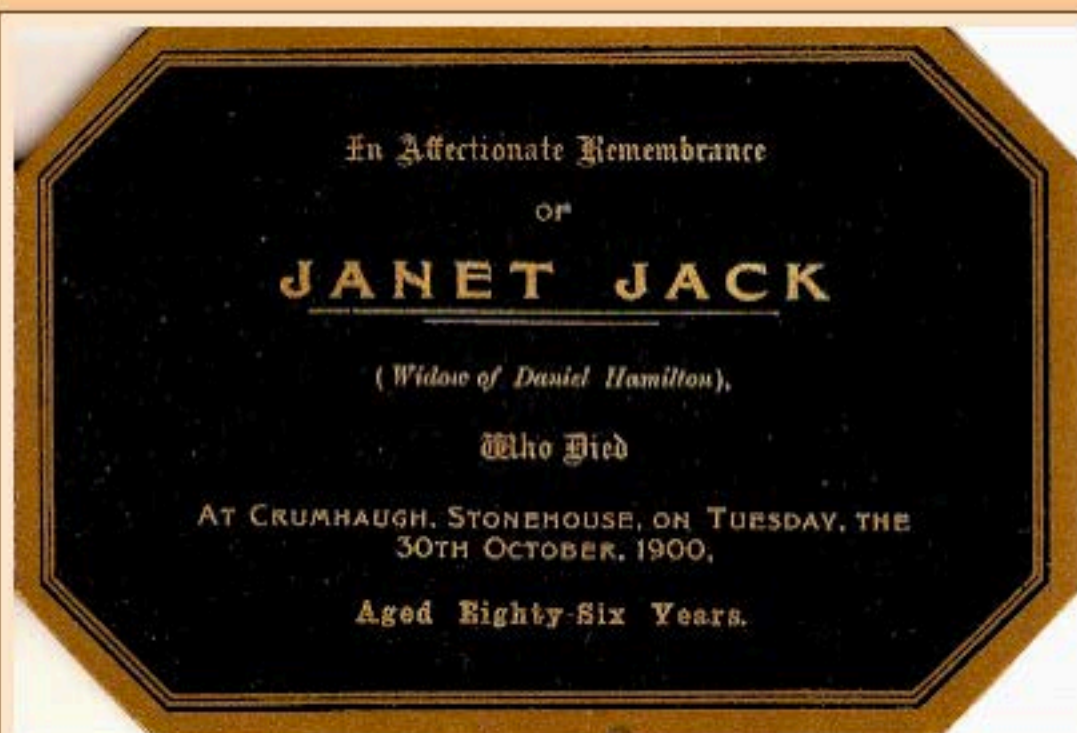 In Affectionate Remembrance
OF
JANET JACK
(Widow of Daniel Hamilton),
Who Died
AT CRUMHAUGH, STONEHOUSE, ON TUESDAY, THE
30TH OCTOBER, 1900,
Aged Eighty-Six Years.